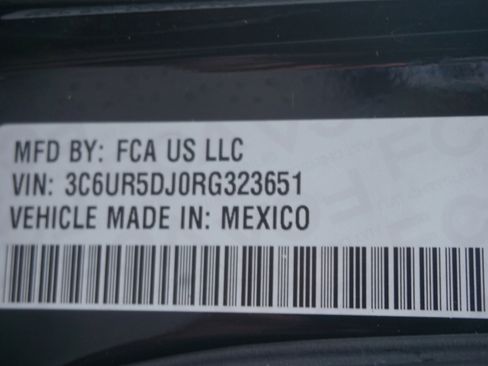 MFD BY: FCA US LLC
VIN: 3C6UR5DJ0RG323651
VEHICLE MADE IN: MEXICO